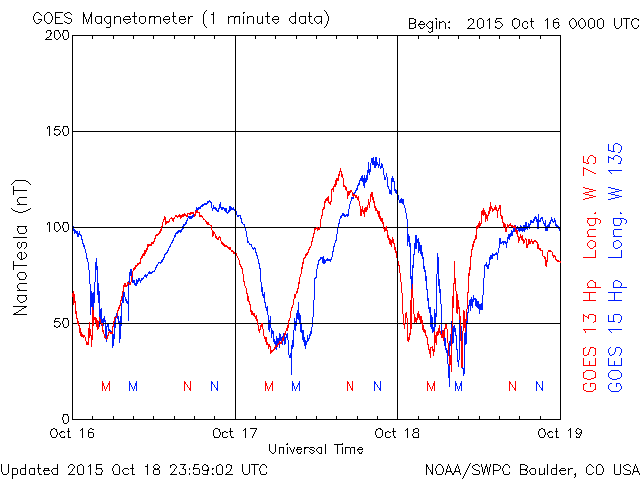 GOES Magnetometer (1 minute data)
Begin: 2015 Oct 16 0000 UTC
200
150
100
50
0
NanoTesla (nT)
M M N N M M N N M M N N
Oct 16 Oct 17 Oct 18 Oct 19
Universal Time
GOES 13 Hp Long. W 75
GOES 15 Hp Long. W 135
Updated 2015 Oct 18 23:59:02 UTC
NOAA/SWPC Boulder, CO USA